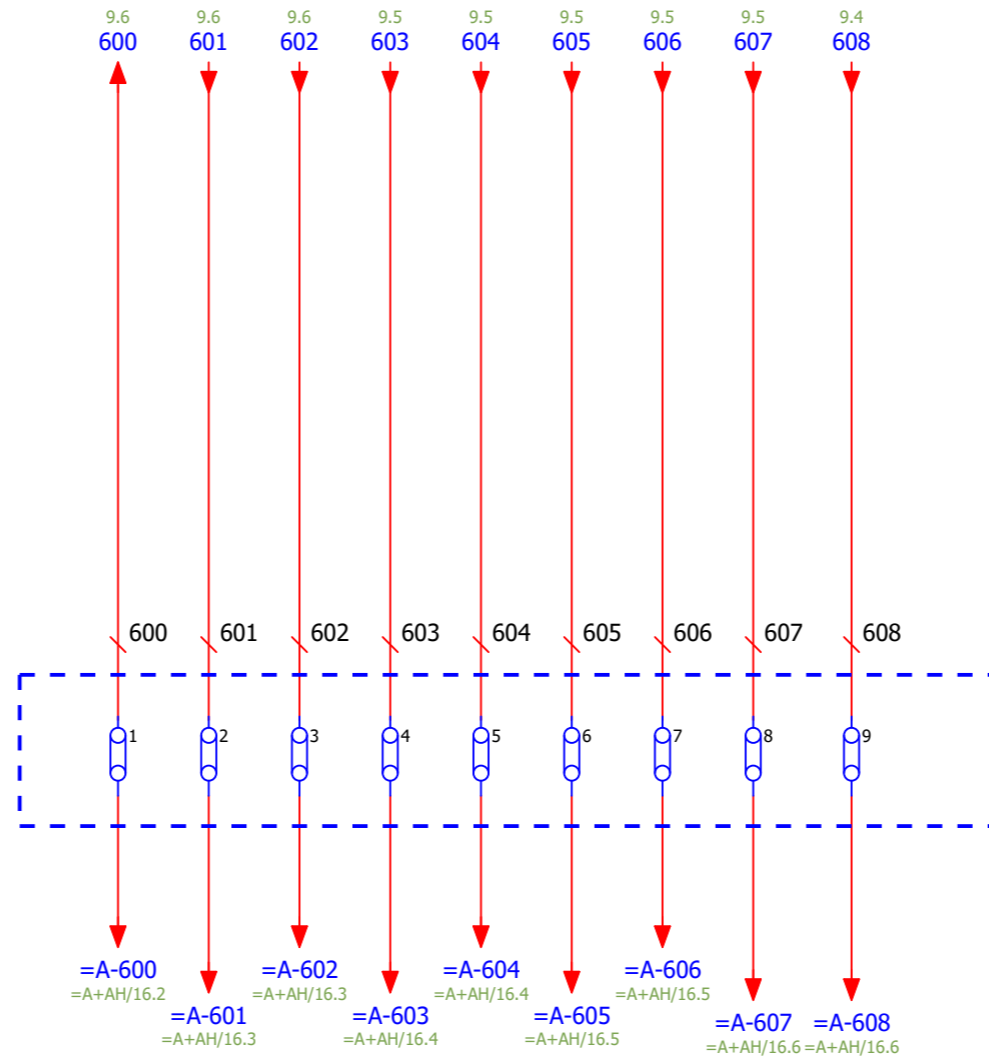 9.6 9.6 9.6 9.5 9.5 9.5 9.5 9.5 9.4
600 601 602 603 604 605 606 607 608
600 601 602 603 604 605 606 607 608
1 2 3 4 5 6 7 8 9
=A-600 =A-602 =A-604 =A-606
=A+AH/16.2 =A+AH/16.3 =A+AH/16.4 =A+AH/16.5
=A-601 =A-603 =A-605 =A-607 =A-608
=A+AH/16.3 =A+AH/16.4 =A+AH/16.5 =A+AH/16.6 =A+AH/16.6